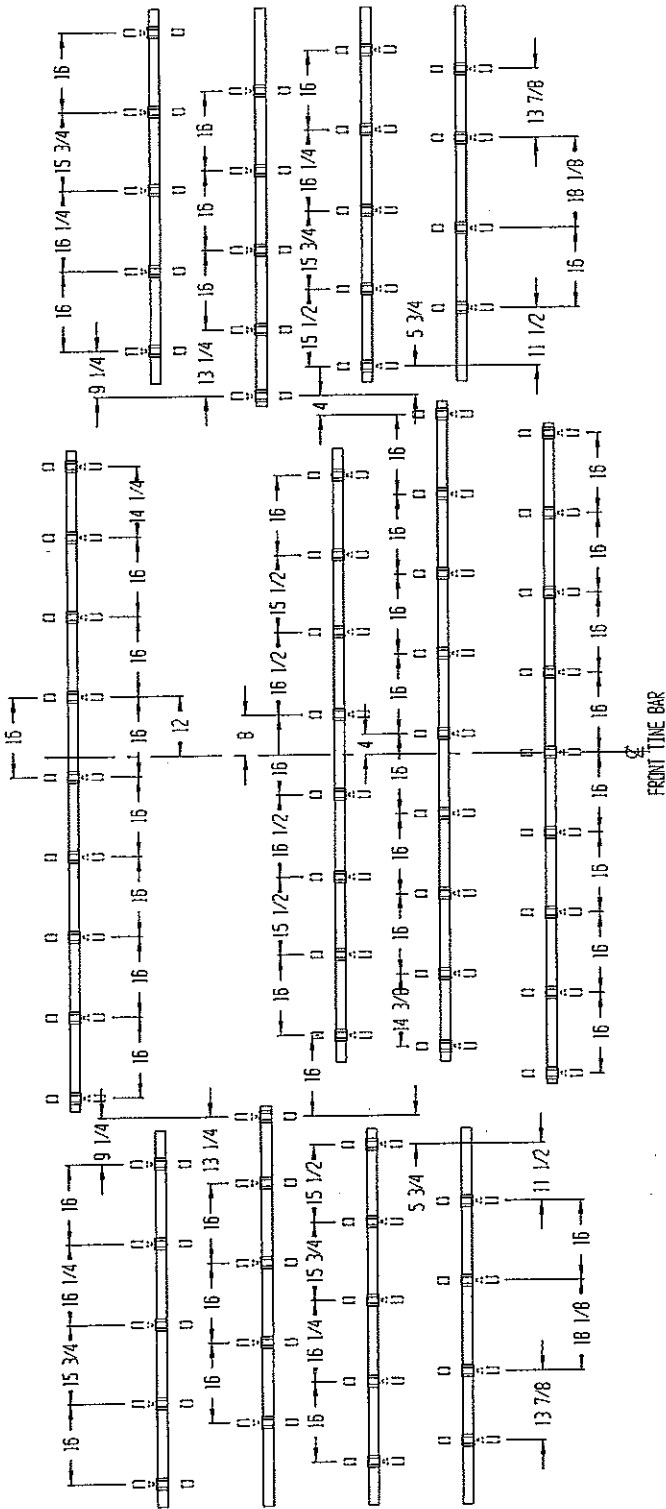 16 15 3/4 16 1/4 16 9 1/4
16 16 16 13 1/4
16 16 1/4 15 3/4 15 1/2
5 3/4
13 7/8 18 1/8 16 11 1/2
16
16 16 16 16 16 16 16 14 1/4
12
8
16 16 15 1/2 16 1/2 16 16 1/2 15 1/2 16
4
14 3/8 16 16 16 16 16 16 16
4
16 16 16 16 16 16 16 16
9 1/4 16 16 1/4 15 3/4 16
13 1/4 16 16 16
15 1/2 15 3/4 16 1/4 16
5 3/4
11 1/2 16 18 1/8 13 7/8
℄
FRONT TINE BAR